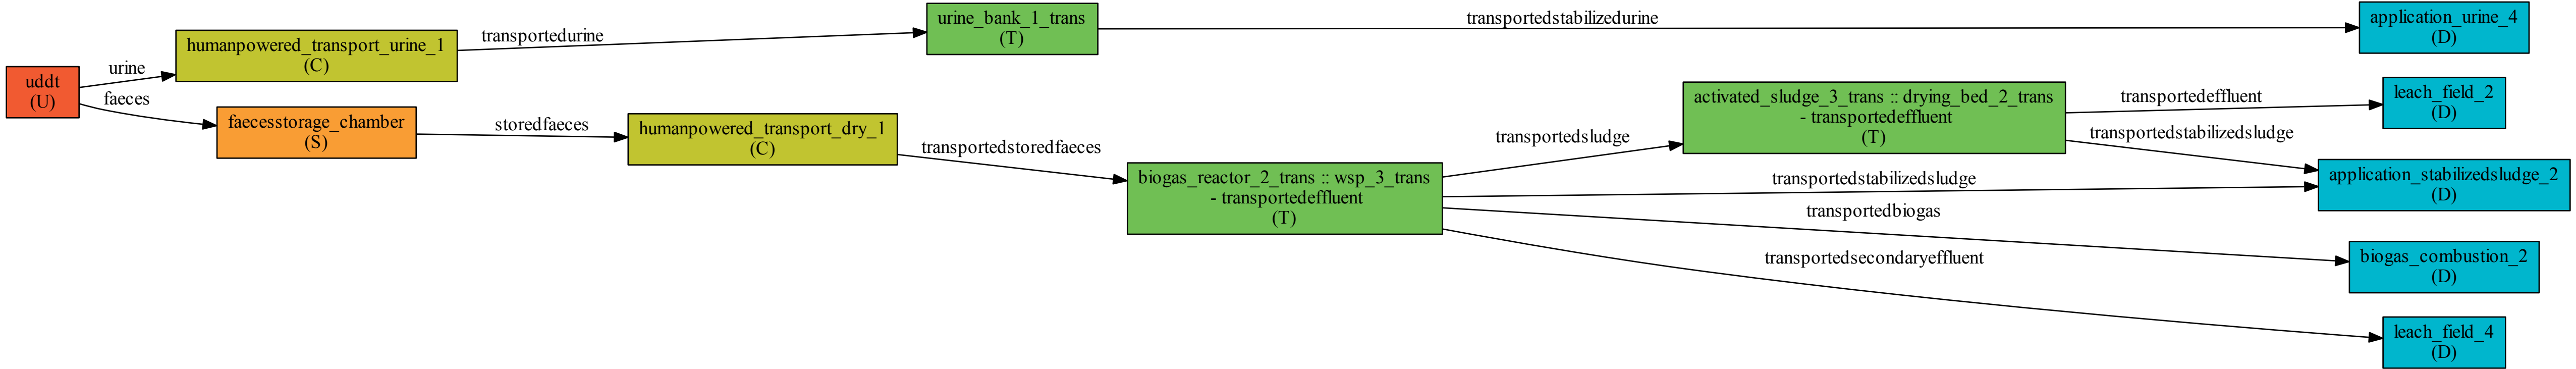 uddt
(U)
urine
faeces
humanpowered_transport_urine_1
(C)
faecesstorage_chamber
(S)
transportedurine
storedfaeces
humanpowered_transport_dry_1
(C)
urine_bank_1_trans
(T)
transportedstoredfaeces
biogas_reactor_2_trans :: wsp_3_trans
- transportedeffluent
(T)
transportedstabilizedurine
transportedsludge
transportedstabilizedsludge
transportedbiogas
transportedsecondaryeffluent
activated_sludge_3_trans :: drying_bed_2_trans
- transportedeffluent
(T)
transportedeffluent
transportedstabilizedsludge
application_urine_4
(D)
leach_field_2
(D)
application_stabilizedsludge_2
(D)
biogas_combustion_2
(D)
leach_field_4
(D)